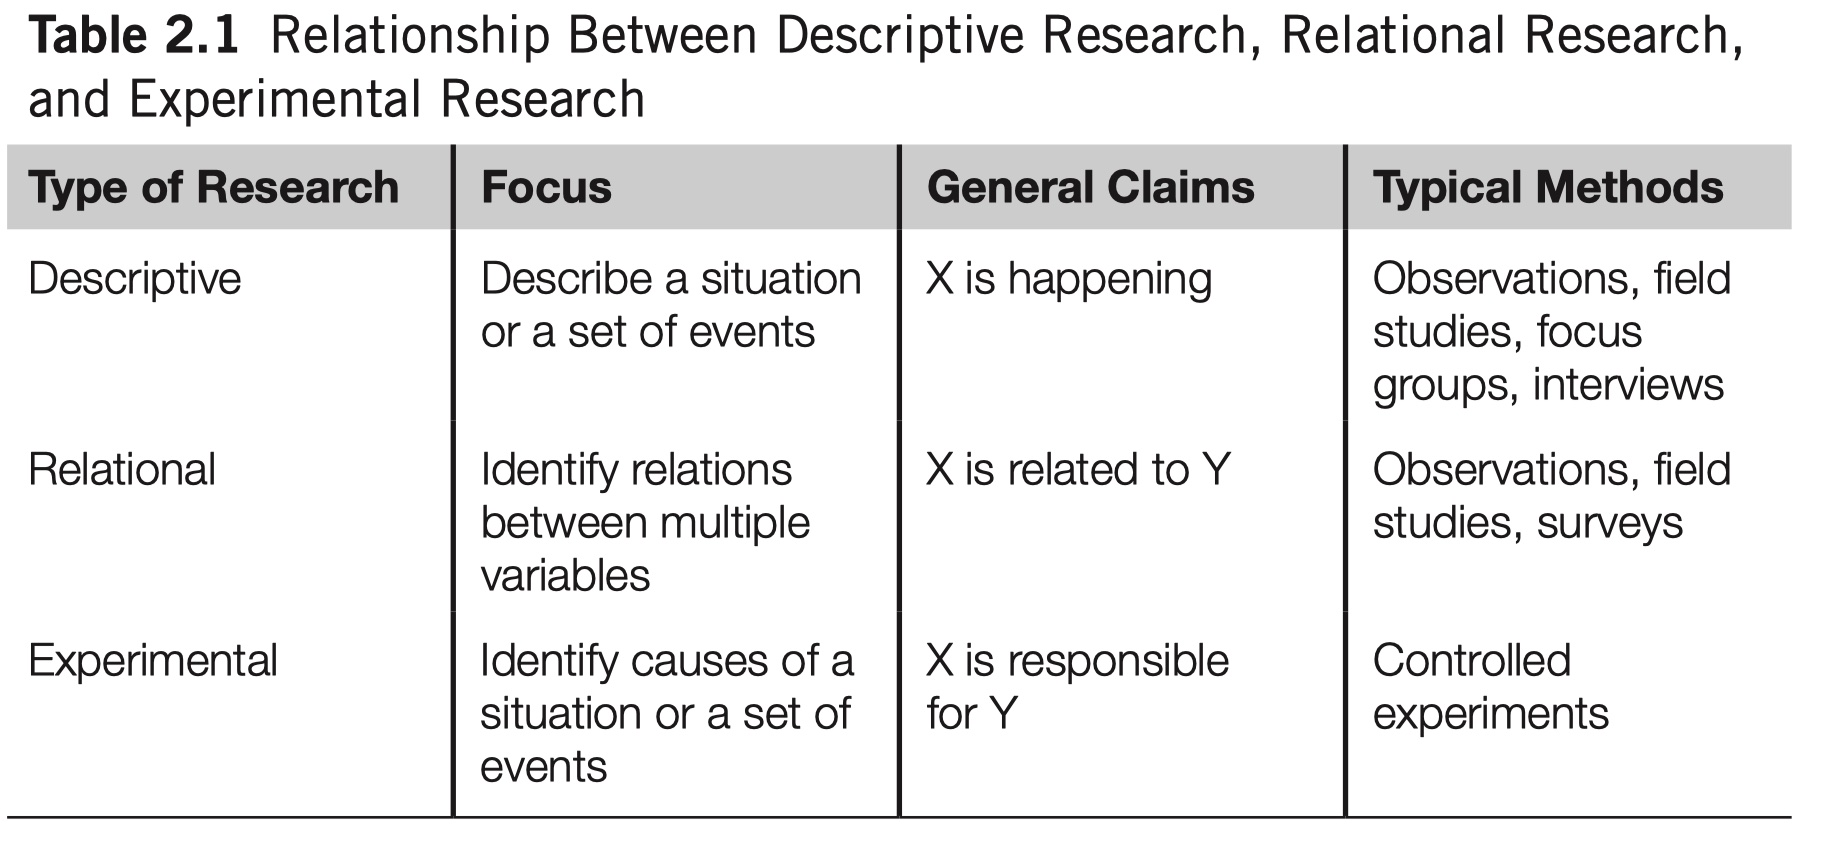 Table 2.1 Relationship Between Descriptive Research, Relational Research,
and Experimental Research
Type of Research Focus General Claims Typical Methods
Descriptive Describe a situation X is happening Observations, field
or a set of events studies, focus
groups, interviews
Relational Identify relations X is related to Y Observations, field
between multiple studies, surveys
variables
Experimental Identify causes of a X is responsible Controlled
situation or a set of for Y experiments
events